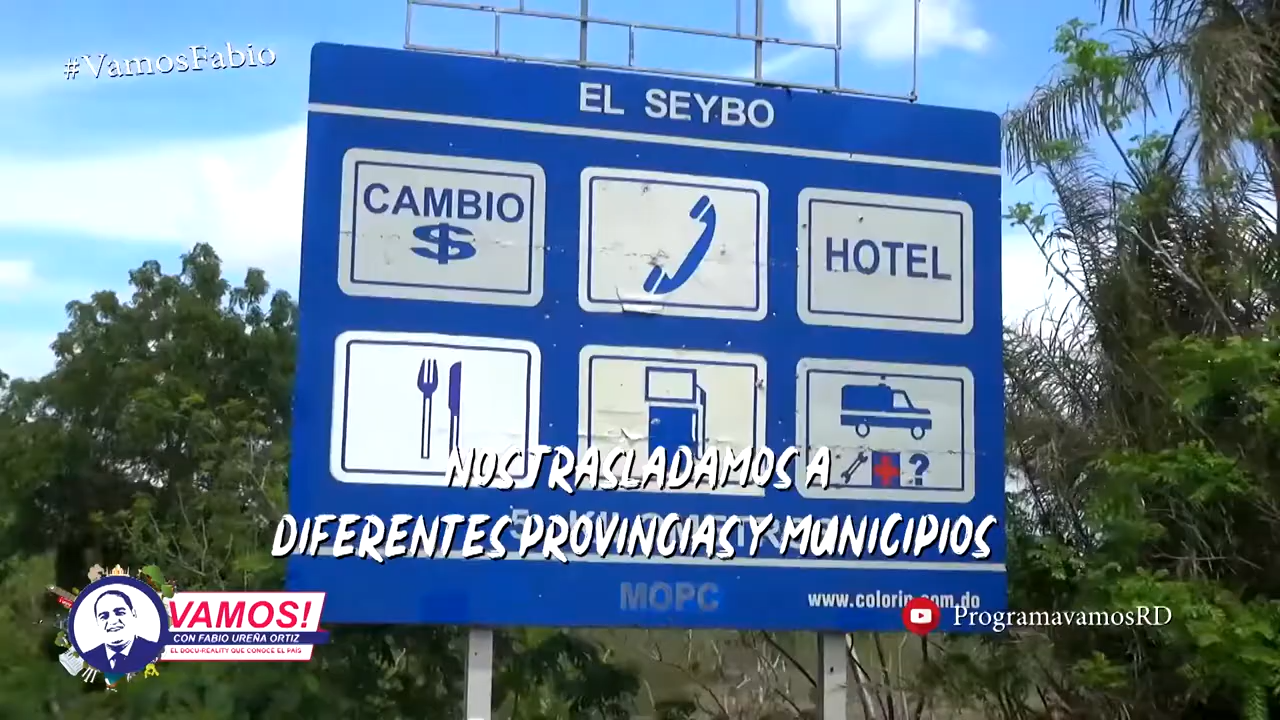 #VamosFabio
EL SEYBO
CAMBIO
$
HOTEL
?
NOS TRASLADAMOS A
DIFERENTES PROVINCIAS Y MUNICIPIOS
MOPC
www.colorin.com.do
ProgramavamosRD
VAMOS!
CON FABIO UREÑA ORTIZ
EL DOCU-REALITY QUE CONOCE EL PAÍS